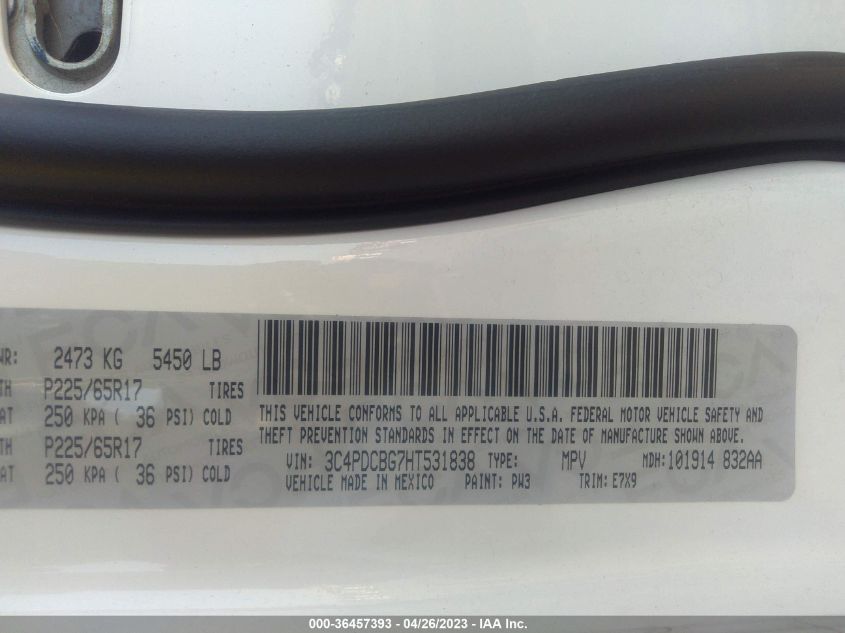 WR: 2473 KG 5450 LB
TH P225/65R17 TIRES
AT 250 KPA ( 36 PSI) COLD
TH P225/65R17 TIRES
AT 250 KPA ( 36 PSI) COLD
THIS VEHICLE CONFORMS TO ALL APPLICABLE U.S.A. FEDERAL MOTOR VEHICLE SAFETY AND
THEFT PREVENTION STANDARDS IN EFFECT ON THE DATE OF MANUFACTURE SHOWN ABOVE.
VIN: 3C4PDCBG7HT531838 TYPE: MPV MDH:101914 832AA
VEHICLE MADE IN MEXICO PAINT: PW3 TRIM:E7X9
000-36457393 - 04/26/2023 - IAA Inc.